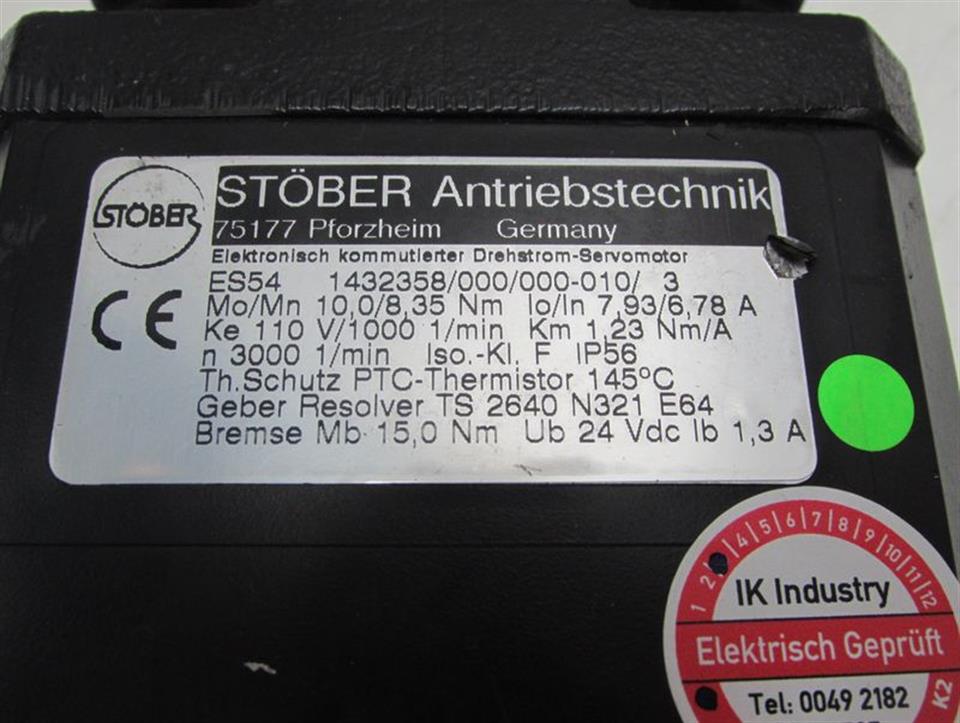 STÖBER
STÖBER Antriebstechnik
75177 Pforzheim Germany
Elektronisch kommutierter Drehstrom-Servomotor
ES54 1432358/000/000-010/ 3
Mo/Mn 10,0/8,35 Nm Io/In 7,93/6,78 A
Ke 110 V/1000 1/min Km 1,23 Nm/A
n 3000 1/min Iso.-Kl. F IP56
Th.Schutz PTC-Thermistor 145°C
Geber Resolver TS 2640 N321 E64
Bremse Mb 15,0 Nm Ub 24 Vdc Ib 1,3 A
CE
1 2 4 5 6 7 8 9 10 11 12
IK Industry
Elektrisch Geprüft
Tel: 0049 2182
K2